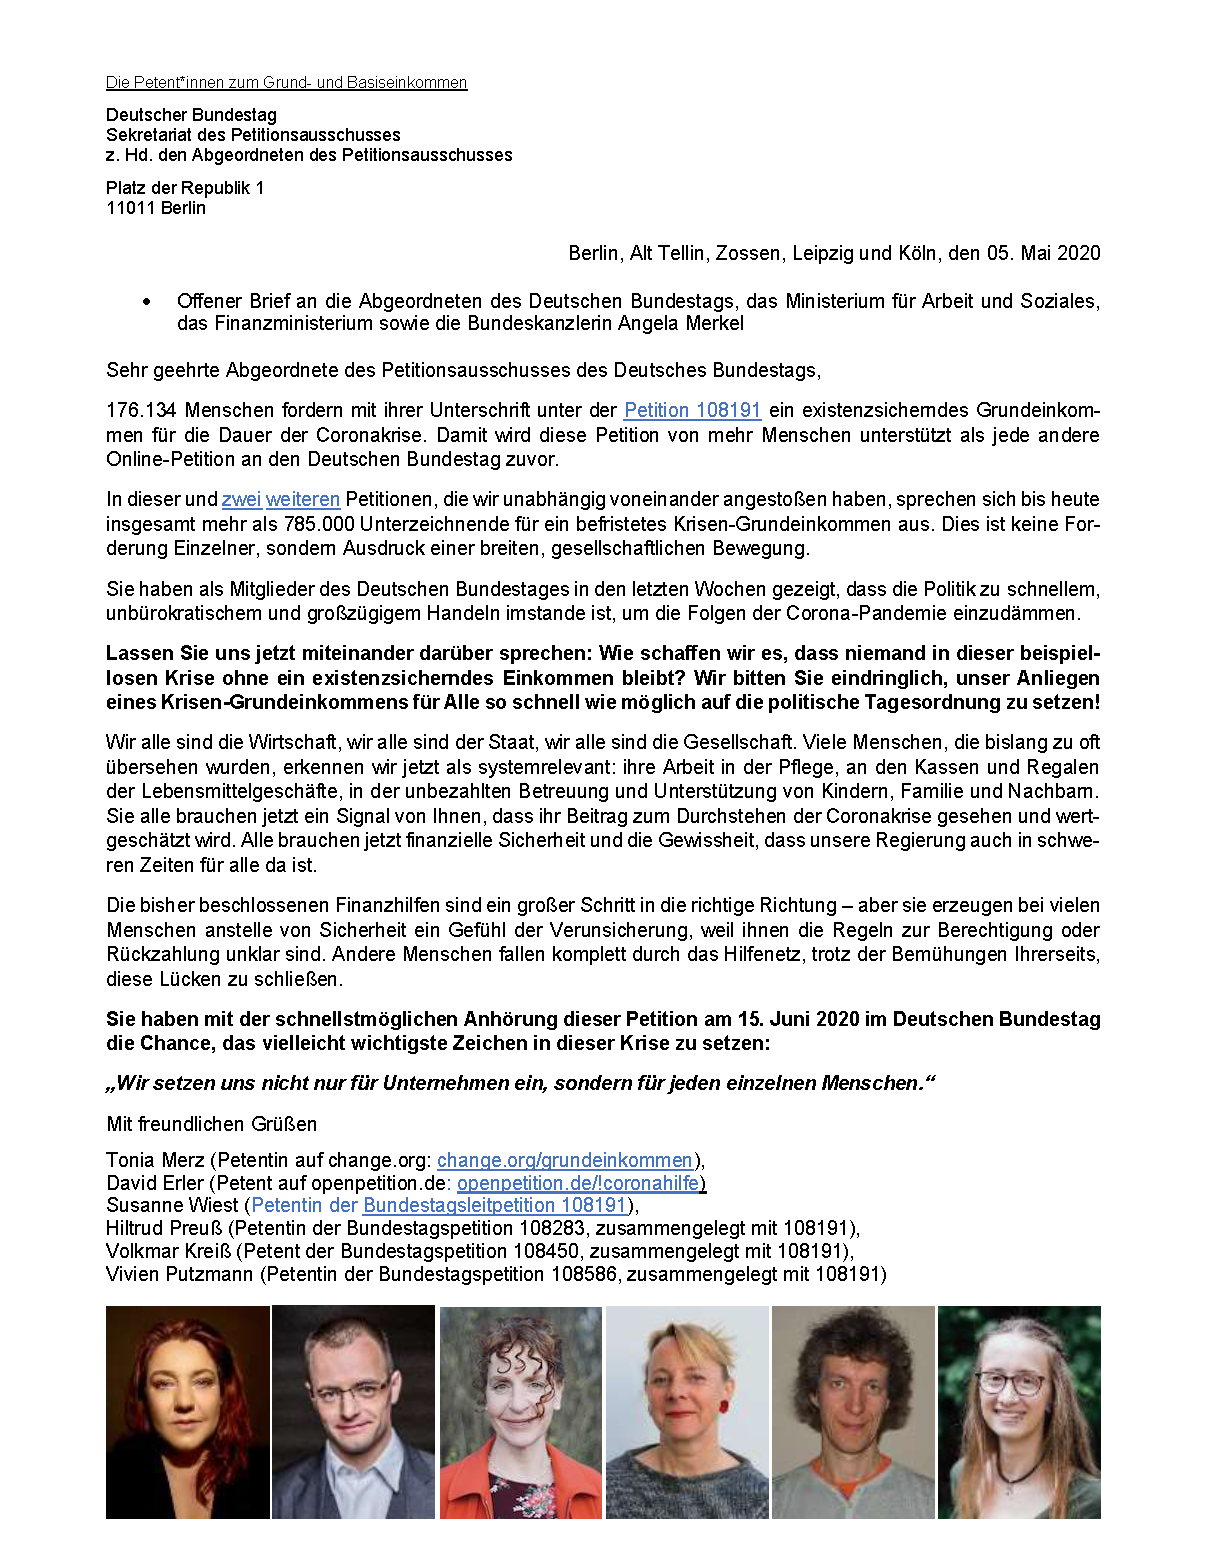 Die Petent*innen zum Grund- und Basiseinkommen
Deutscher Bundestag
Sekretariat des Petitionsausschusses
z. Hd. den Abgeordneten des Petitionsausschusses
Platz der Republik 1
11011 Berlin
Berlin, Alt Tellin, Zossen, Leipzig und Köln, den 05. Mai 2020
• Offener Brief an die Abgeordneten des Deutschen Bundestags, das Ministerium für Arbeit und Soziales,
das Finanzministerium sowie die Bundeskanzlerin Angela Merkel
Sehr geehrte Abgeordnete des Petitionsausschusses des Deutsches Bundestags,
176.134 Menschen fordern mit ihrer Unterschrift unter der Petition 108191 ein existenzsicherndes Grundeinkom-
men für die Dauer der Coronakrise. Damit wird diese Petition von mehr Menschen unterstützt als jede andere
Online-Petition an den Deutschen Bundestag zuvor.
In dieser und zwei weiteren Petitionen, die wir unabhängig voneinander angestoßen haben, sprechen sich bis heute
insgesamt mehr als 785.000 Unterzeichnende für ein befristetes Krisen-Grundeinkommen aus. Dies ist keine For-
derung Einzelner, sondern Ausdruck einer breiten, gesellschaftlichen Bewegung.
Sie haben als Mitglieder des Deutschen Bundestages in den letzten Wochen gezeigt, dass die Politik zu schnellem,
unbürokratischem und großzügigem Handeln imstande ist, um die Folgen der Corona-Pandemie einzudämmen.
Lassen Sie uns jetzt miteinander darüber sprechen: Wie schaffen wir es, dass niemand in dieser beispiel-
losen Krise ohne ein existenzsicherndes Einkommen bleibt? Wir bitten Sie eindringlich, unser Anliegen
eines Krisen-Grundeinkommens für Alle so schnell wie möglich auf die politische Tagesordnung zu setzen!
Wir alle sind die Wirtschaft, wir alle sind der Staat, wir alle sind die Gesellschaft. Viele Menschen, die bislang zu oft
übersehen wurden, erkennen wir jetzt als systemrelevant: ihre Arbeit in der Pflege, an den Kassen und Regalen
der Lebensmittelgeschäfte, in der unbezahlten Betreuung und Unterstützung von Kindern, Familie und Nachbarn.
Sie alle brauchen jetzt ein Signal von Ihnen, dass ihr Beitrag zum Durchstehen der Coronakrise gesehen und wert-
geschätzt wird. Alle brauchen jetzt finanzielle Sicherheit und die Gewissheit, dass unsere Regierung auch in schwe-
ren Zeiten für alle da ist.
Die bisher beschlossenen Finanzhilfen sind ein großer Schritt in die richtige Richtung – aber sie erzeugen bei vielen
Menschen anstelle von Sicherheit ein Gefühl der Verunsicherung, weil ihnen die Regeln zur Berechtigung oder
Rückzahlung unklar sind. Andere Menschen fallen komplett durch das Hilfenetz, trotz der Bemühungen Ihrerseits,
diese Lücken zu schließen.
Sie haben mit der schnellstmöglichen Anhörung dieser Petition am 15. Juni 2020 im Deutschen Bundestag
die Chance, das vielleicht wichtigste Zeichen in dieser Krise zu setzen:
„Wir setzen uns nicht nur für Unternehmen ein, sondern für jeden einzelnen Menschen.“
Mit freundlichen Grüßen
Tonia Merz (Petentin auf change.org: change.org/grundeinkommen),
David Erler (Petent auf openpetition.de: openpetition.de/!coronahilfe)
Susanne Wiest (Petentin der Bundestagsleitpetition 108191),
Hiltrud Preuß (Petentin der Bundestagspetition 108283, zusammengelegt mit 108191),
Volkmar Kreiß (Petent der Bundestagspetition 108450, zusammengelegt mit 108191),
Vivien Putzmann (Petentin der Bundestagspetition 108586, zusammengelegt mit 108191)